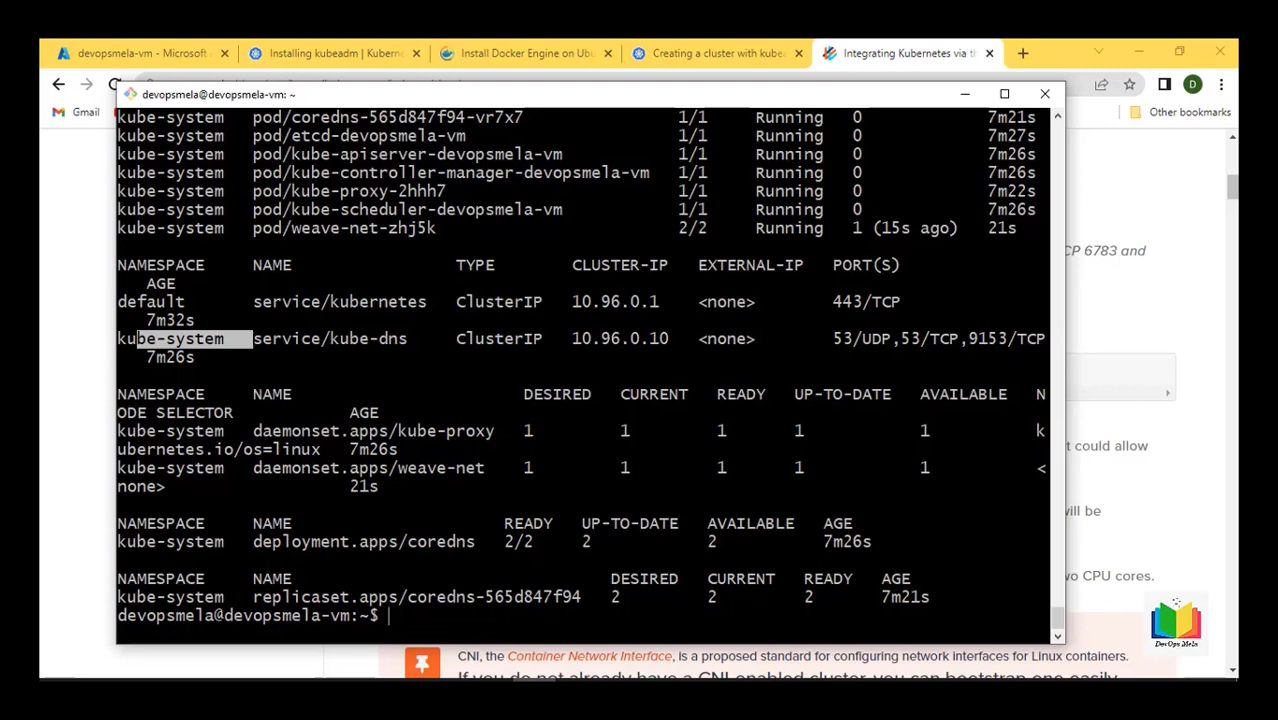 devopsmela-vm - Microsoft
Installing kubeadm | Kuberne
Install Docker Engine on Ubu
Creating a cluster with kubea
Integrating Kubernetes via th
D
Gmail
Other bookmarks
devopsmela@devopsmela-vm: ~
kube-system pod/coredns-565d847f94-vr7x7 1/1 Running 0 7m21s
kube-system pod/etcd-devopsmela-vm 1/1 Running 0 7m27s
kube-system pod/kube-apiserver-devopsmela-vm 1/1 Running 0 7m26s
kube-system pod/kube-controller-manager-devopsmela-vm 1/1 Running 0 7m26s
kube-system pod/kube-proxy-2hhh7 1/1 Running 0 7m22s
kube-system pod/kube-scheduler-devopsmela-vm 1/1 Running 0 7m26s
kube-system pod/weave-net-zhj5k 2/2 Running 1 (15s ago) 21s
NAMESPACE NAME TYPE CLUSTER-IP EXTERNAL-IP PORT(S)
AGE
default service/kubernetes ClusterIP 10.96.0.1 <none> 443/TCP
7m32s
kube-system service/kube-dns ClusterIP 10.96.0.10 <none> 53/UDP,53/TCP,9153/TCP
7m26s
NAMESPACE NAME DESIRED CURRENT READY UP-TO-DATE AVAILABLE N
ODE SELECTOR AGE
kube-system daemonset.apps/kube-proxy 1 1 1 1 1 k
ubernetes.io/os=linux 7m26s
kube-system daemonset.apps/weave-net 1 1 1 1 1 <
none> 21s
NAMESPACE NAME READY UP-TO-DATE AVAILABLE AGE
kube-system deployment.apps/coredns 2/2 2 2 7m26s
NAMESPACE NAME DESIRED CURRENT READY AGE
kube-system replicaset.apps/coredns-565d847f94 2 2 2 7m21s
devopsmela@devopsmela-vm:~$
CP 6783 and
t could allow
will be
wo CPU cores.
DevOps Mela
CNI, the Container Network Interface, is a proposed standard for configuring network interfaces for Linux containers.
If you do not already have a CNI-enabled cluster, you can bootstrap one easily